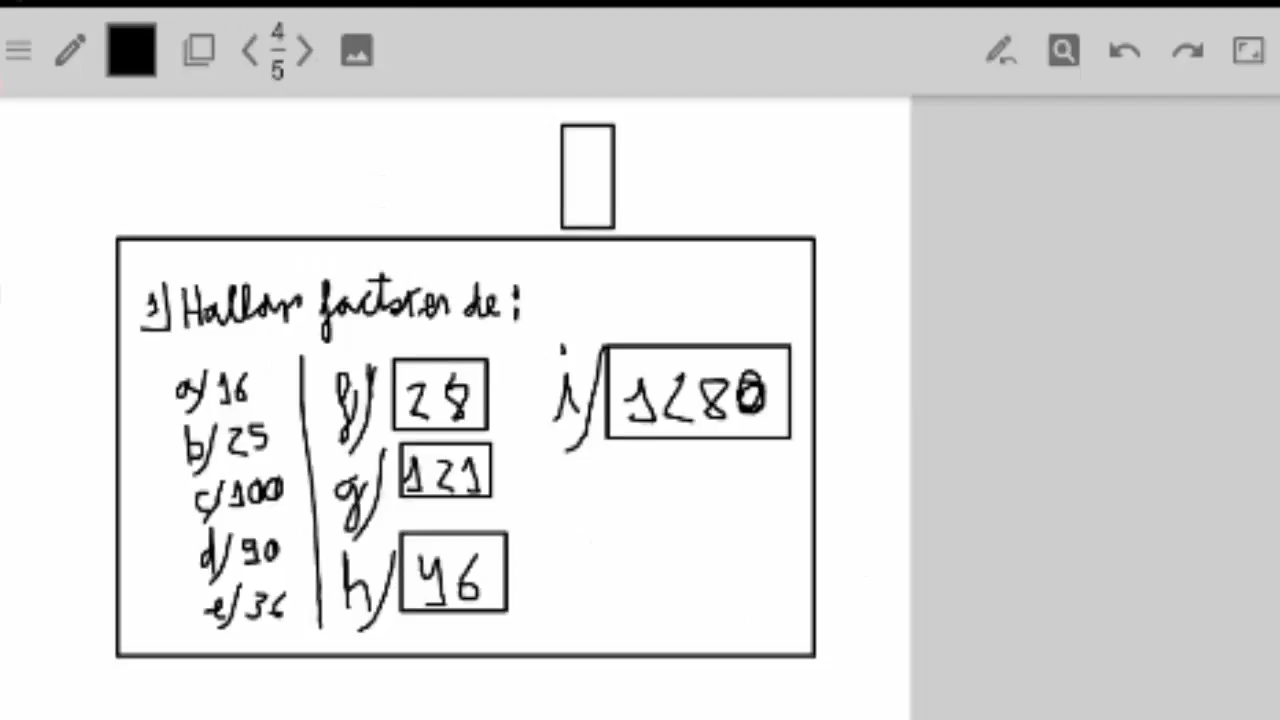 4
5
1) Hallar factores de:
a) 16
b) 25
c) 100
d) 90
e) 36
f) 28
g) 121
h) 46
i) 1280